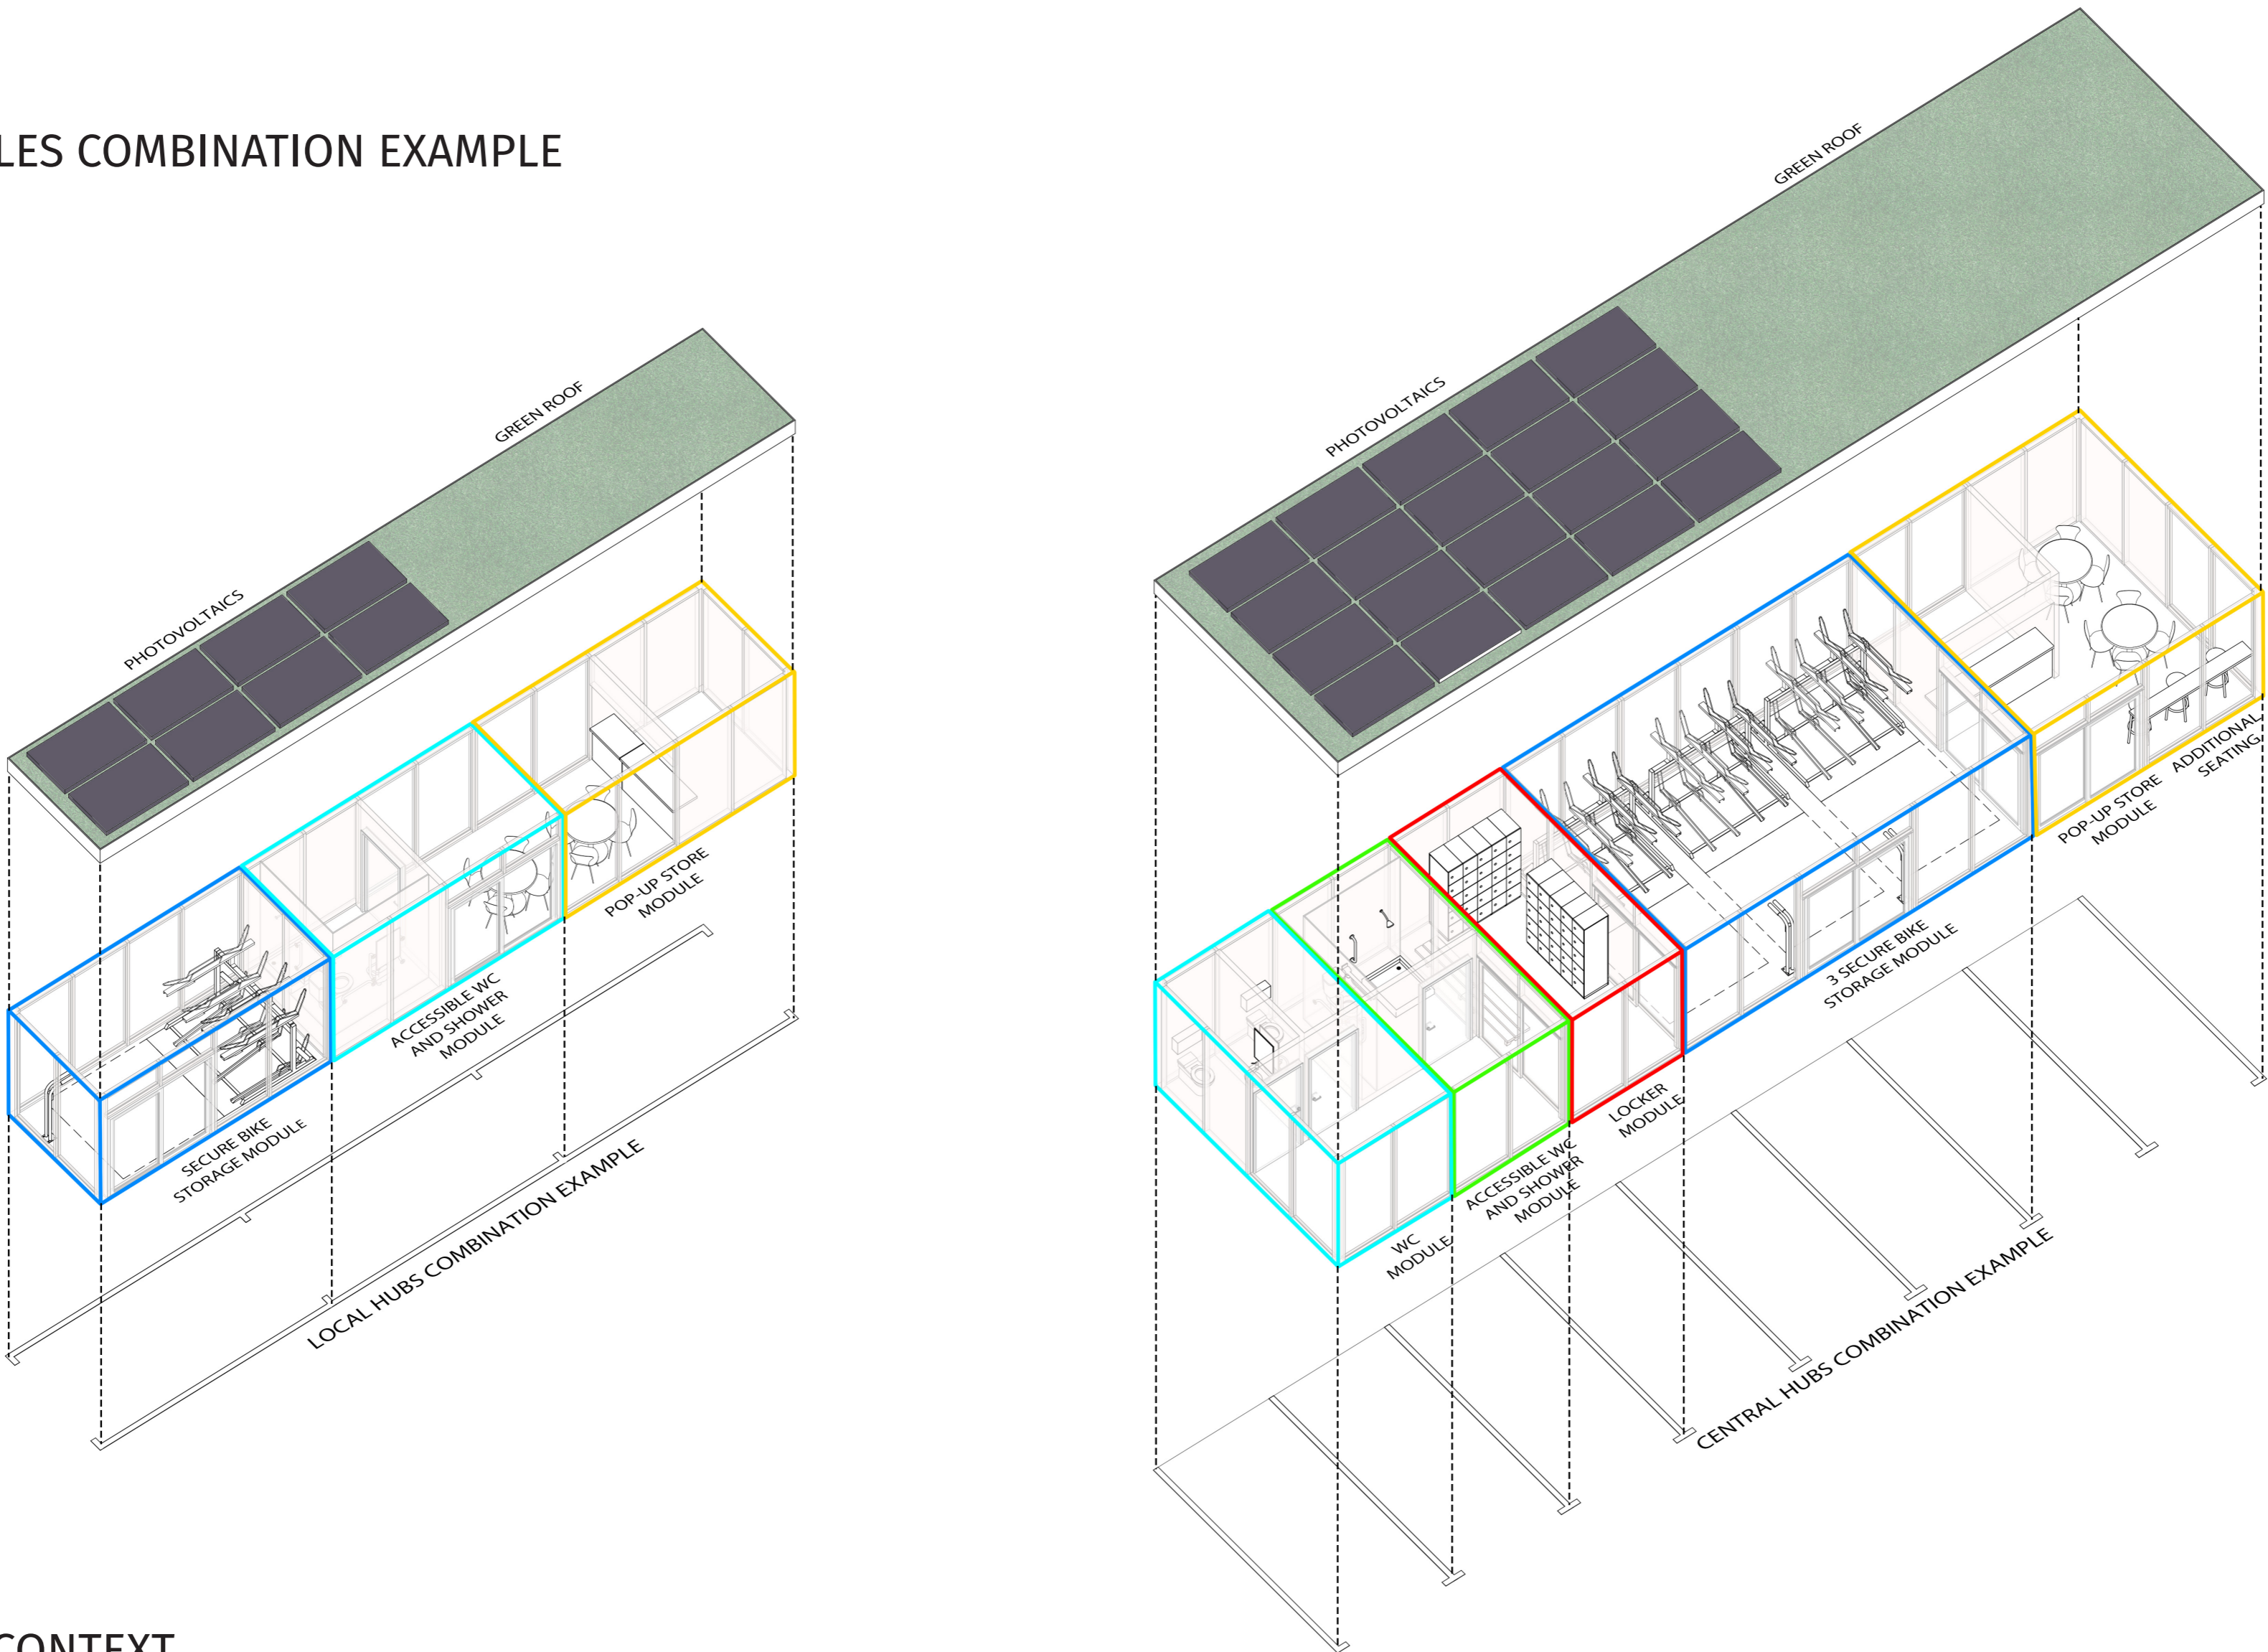 LES COMBINATION EXAMPLE
PHOTOVOLTAICS
GREEN ROOF
SECURE BIKE
STORAGE MODULE
ACCESSIBLE WC
AND SHOWER
MODULE
POP-UP STORE
MODULE
LOCAL HUBS COMBINATION EXAMPLE
PHOTOVOLTAICS
GREEN ROOF
WC
MODULE
ACCESSIBLE WC
AND SHOWER
MODULE
LOCKER
MODULE
3 SECURE BIKE
STORAGE MODULE
POP-UP STORE
MODULE
ADDITIONAL
SEATING
CENTRAL HUBS COMBINATION EXAMPLE
CONTEXT